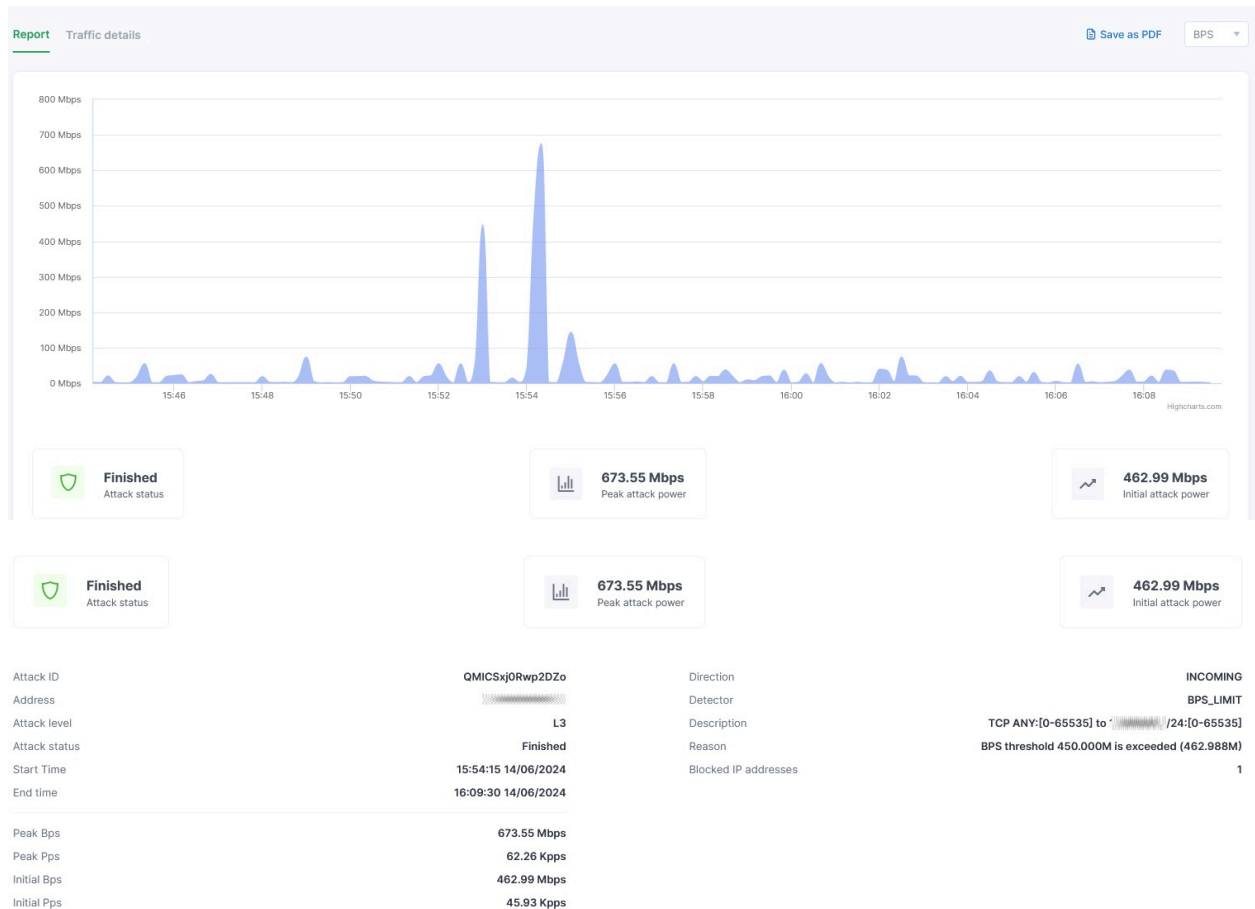 Report Traffic details Save as PDF BPS
800 Mbps
700 Mbps
600 Mbps
500 Mbps
400 Mbps
300 Mbps
200 Mbps
100 Mbps
0 Mbps
15:46 15:48 15:50 15:52 15:54 15:56 15:58 16:00 16:02 16:04 16:06 16:08
Highcharts.com
Finished
Attack status
673.55 Mbps
Peak attack power
462.99 Mbps
Initial attack power
Finished
Attack status
673.55 Mbps
Peak attack power
462.99 Mbps
Initial attack power
Attack ID QMICSxj0Rwp2DZo
Address
Attack level L3
Attack status Finished
Start Time 15:54:15 14/06/2024
End time 16:09:30 14/06/2024
Peak Bps 673.55 Mbps
Peak Pps 62.26 Kpps
Initial Bps 462.99 Mbps
Initial Pps 45.93 Kpps
Direction INCOMING
Detector BPS_LIMIT
Description TCP ANY:[0-65535] to /24:[0-65535]
Reason BPS threshold 450.000M is exceeded (462.988M)
Blocked IP addresses 1